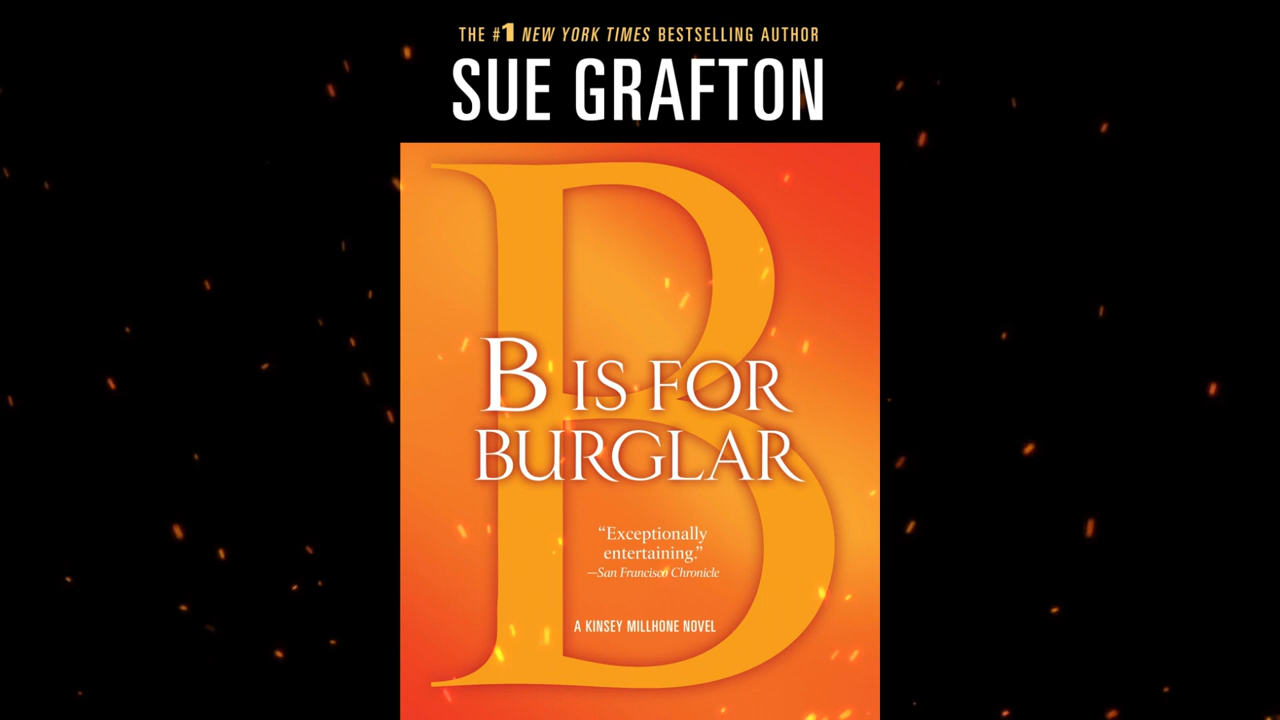 THE #1 NEW YORK TIMES BESTSELLING AUTHOR
SUE GRAFTON
B
B IS FOR
BURGLAR
“Exceptionally
entertaining.”
—San Francisco Chronicle
A KINSEY MILLHONE NOVEL